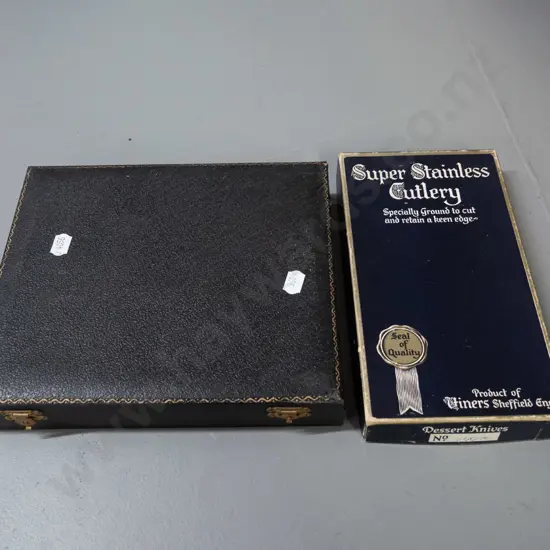 Super Stainless
Cutlery
Specially Ground to cut
and retain a keen edge~
Seal
of
Quality
Product of
Viners Sheffield Eng
Dessert Knives
No